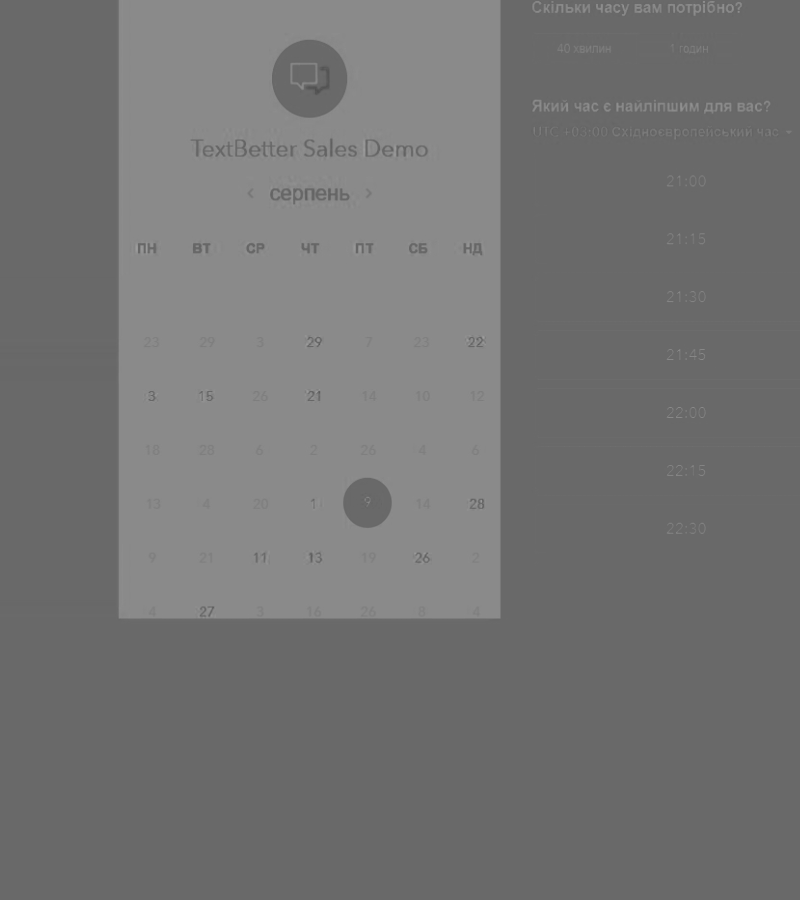 TextBetter Sales Demo
серпень
ПН ВТ СР ЧТ ПТ СБ НД
23 29 3 29 7 23 22
3 15 26 21 14 10 12
18 28 6 2 26 4 6
13 4 20 1 9 14 28
9 21 11 13 19 26 2
4 27 3 16 26 8 4
Скільки часу вам потрібно?
40 хвилин 1 годин
Який час є найліпшим для вас?
UTC +03:00 Східноєвропейський час
21:00
21:15
21:30
21:45
22:00
22:15
22:30